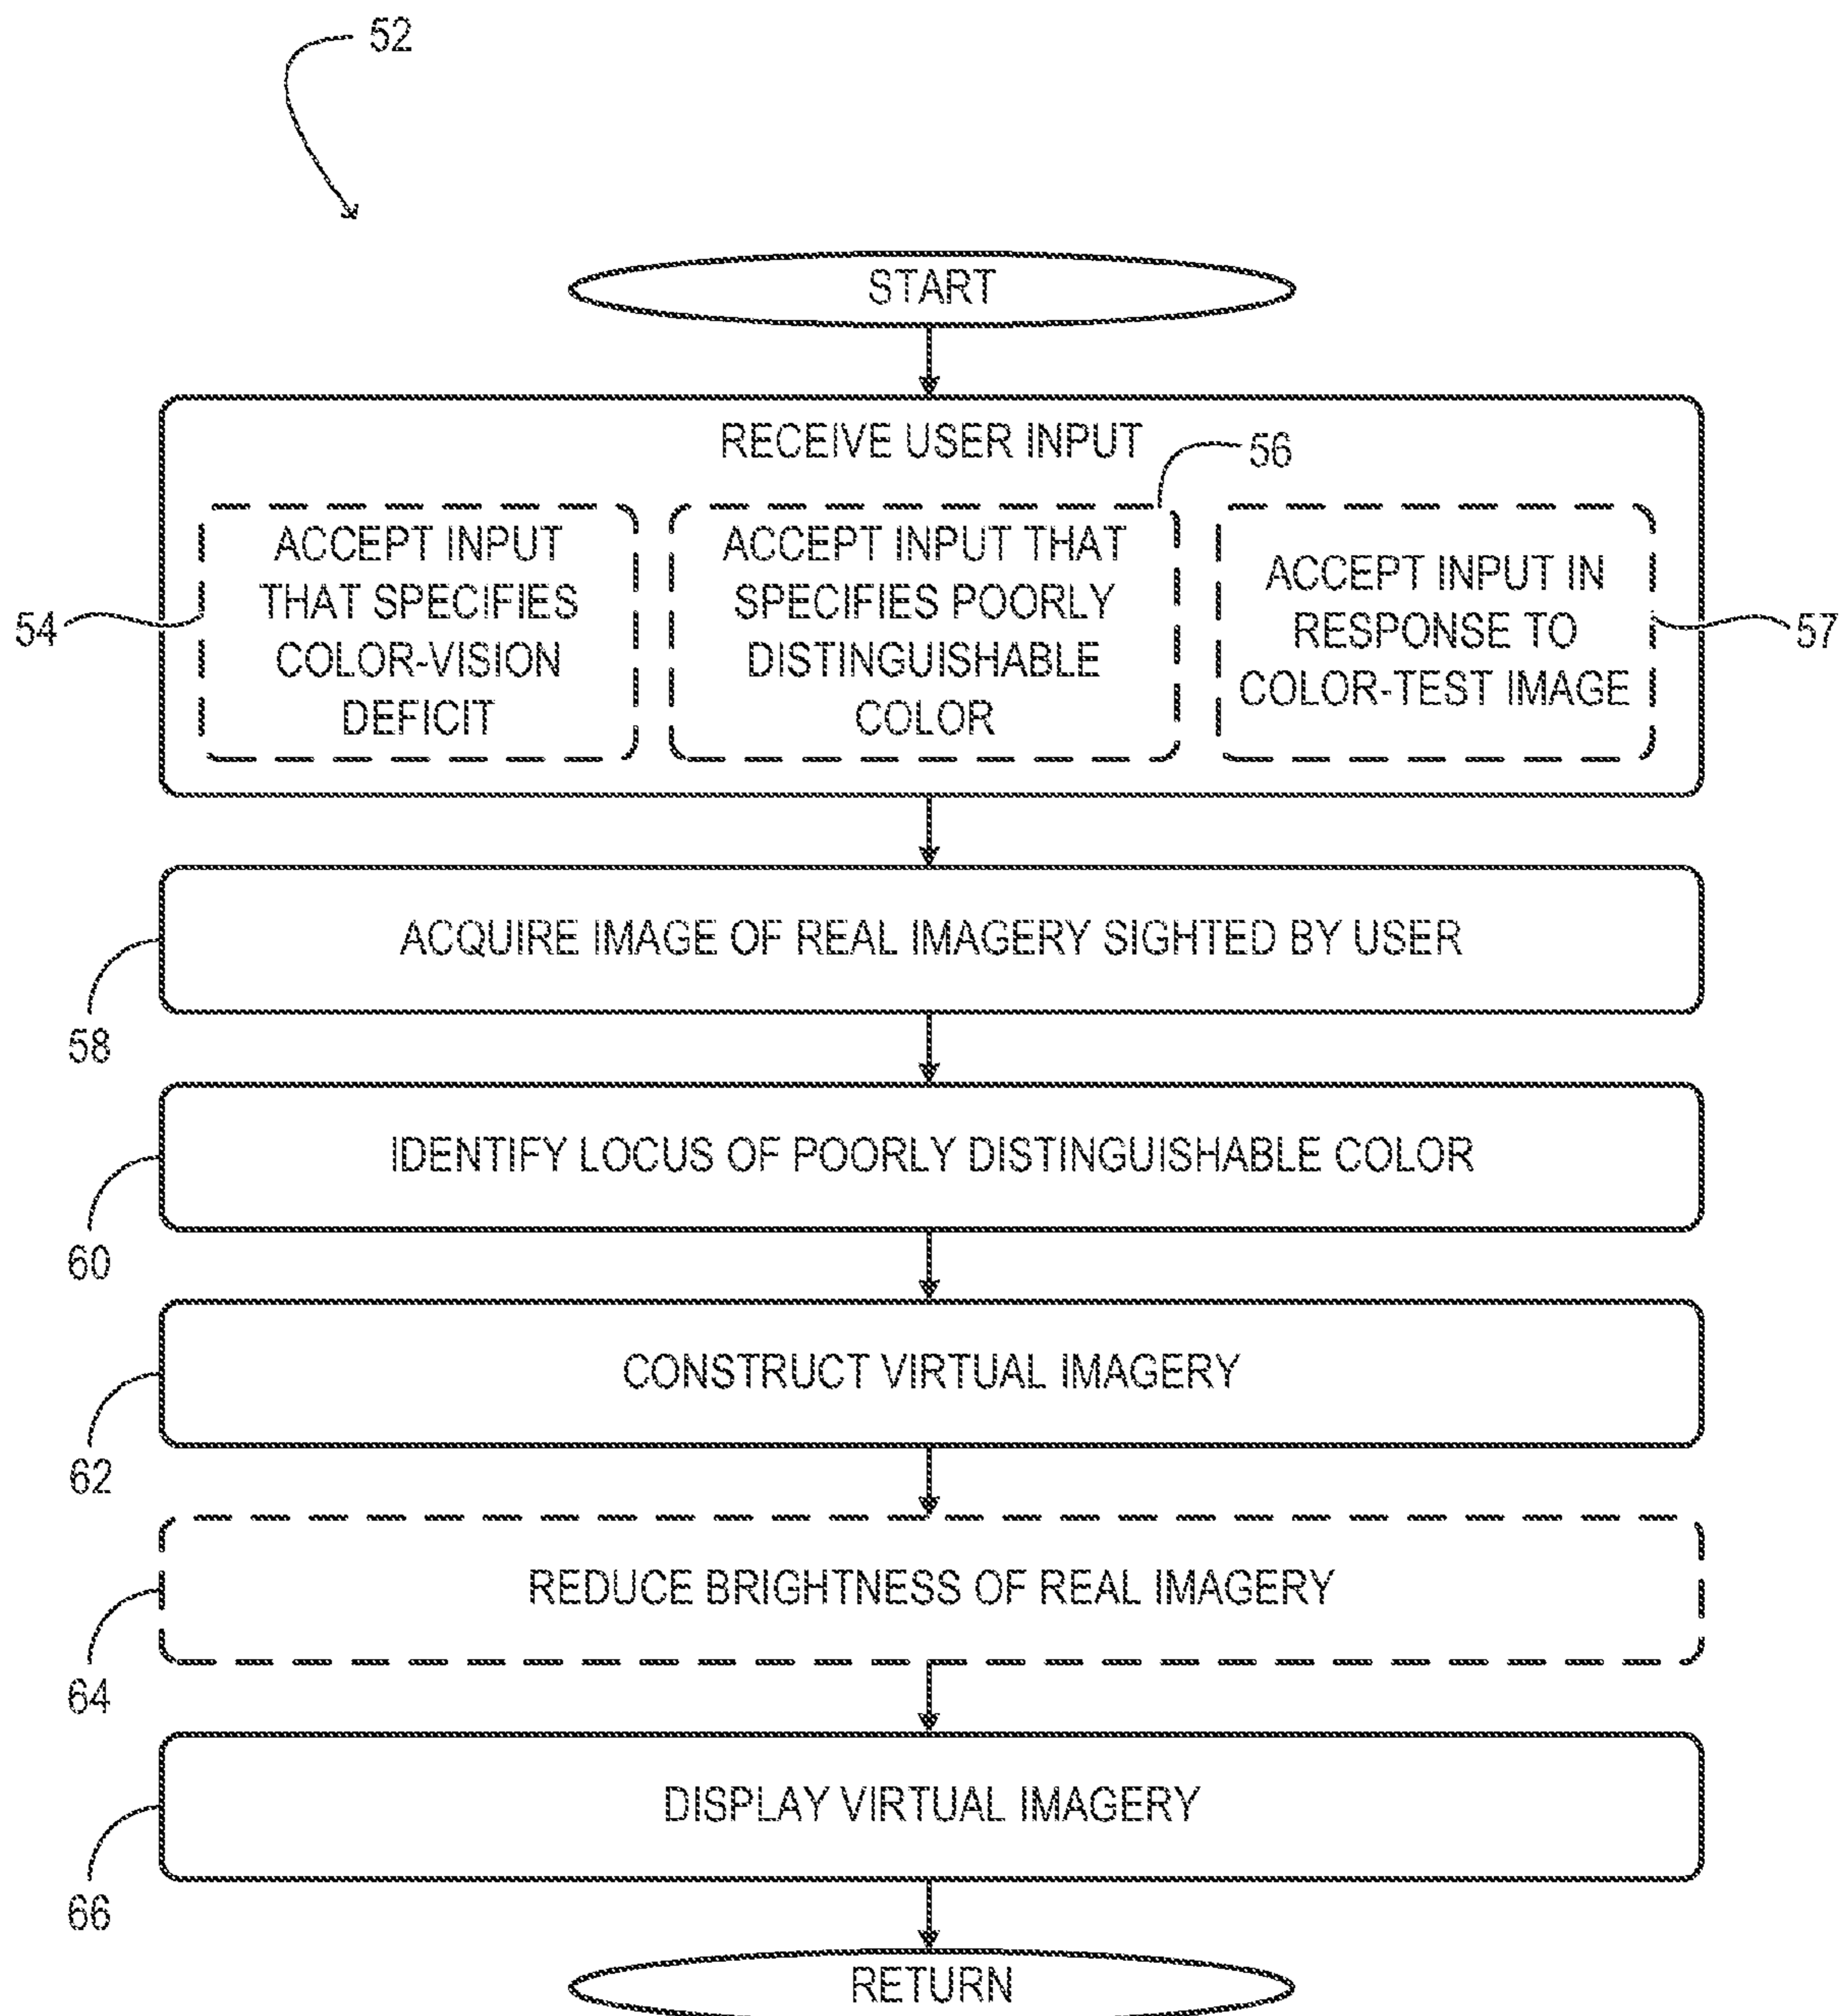 52
START
RECEIVE USER INPUT
56
ACCEPT INPUT
THAT SPECIFIES
COLOR-VISION
DEFICIT
54
ACCEPT INPUT THAT
SPECIFIES POORLY
DISTINGUISHABLE
COLOR
ACCEPT INPUT IN
RESPONSE TO
COLOR-TEST IMAGE
57
ACQUIRE IMAGE OF REAL IMAGERY SIGHTED BY USER
58
IDENTIFY LOCUS OF POORLY DISTINGUISHABLE COLOR
60
CONSTRUCT VIRTUAL IMAGERY
62
REDUCE BRIGHTNESS OF REAL IMAGERY
64
DISPLAY VIRTUAL IMAGERY
66
RETURN